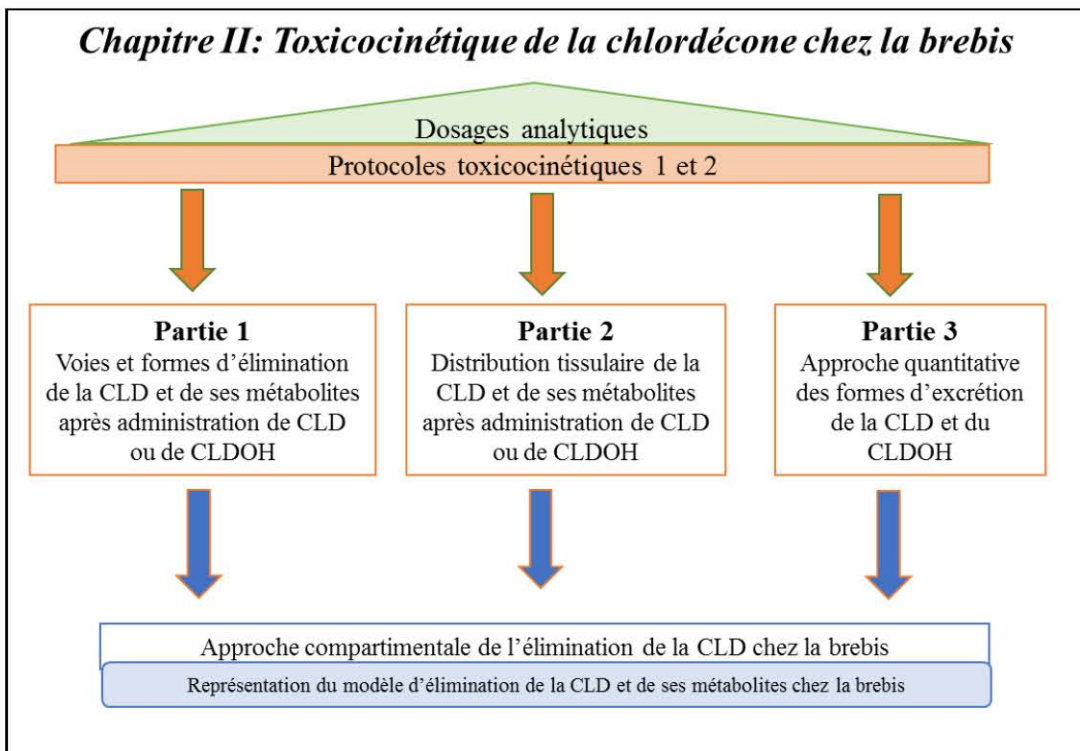 Chapitre II: Toxicocinétique de la chlordécone chez la brebis
Dosages analytiques
Protocoles toxicocinétiques 1 et 2
Partie 1
Voies et formes d'élimination
de la CLD et de ses métabolites
après administration de CLD
ou de CLDOH
Partie 2
Distribution tissulaire de la
CLD et de ses métabolites
après administration de CLD
ou de CLDOH
Partie 3
Approche quantitative
des formes d'excrétion
de la CLD et du
CLDOH
Approche compartimentale de l'élimination de la CLD chez la brebis
Représentation du modèle d'élimination de la CLD et de ses métabolites chez la brebis